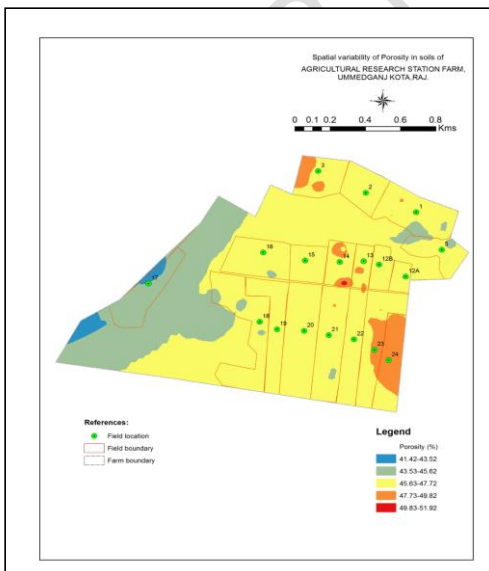 Spatial variability of Porosity in soils of
AGRICULTURAL RESEARCH STATION FARM,
UMMEDGANJ KOTA,RAJ.
0 0.1 0.2 0.4 0.6 0.8
Kms
3
2
1
5
16
15
14
13
12B
12A
17
18
19
20
21
22
23
24
References:
Field location
Field boundary
Farm boundary
Legend
Porosity (%)
41.42-43.52
43.53-45.62
45.63-47.72
47.73-49.82
49.83-51.92